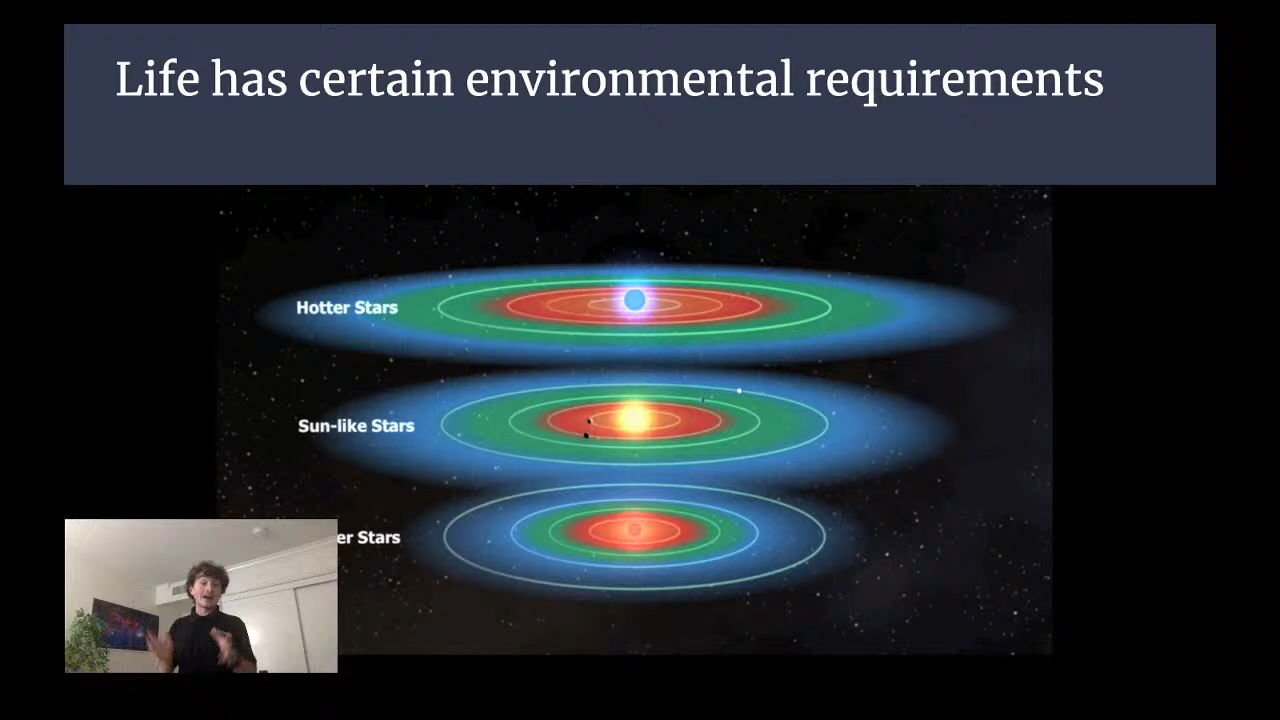 Life has certain environmental requirements
Hotter Stars
Sun-like Stars
er Stars